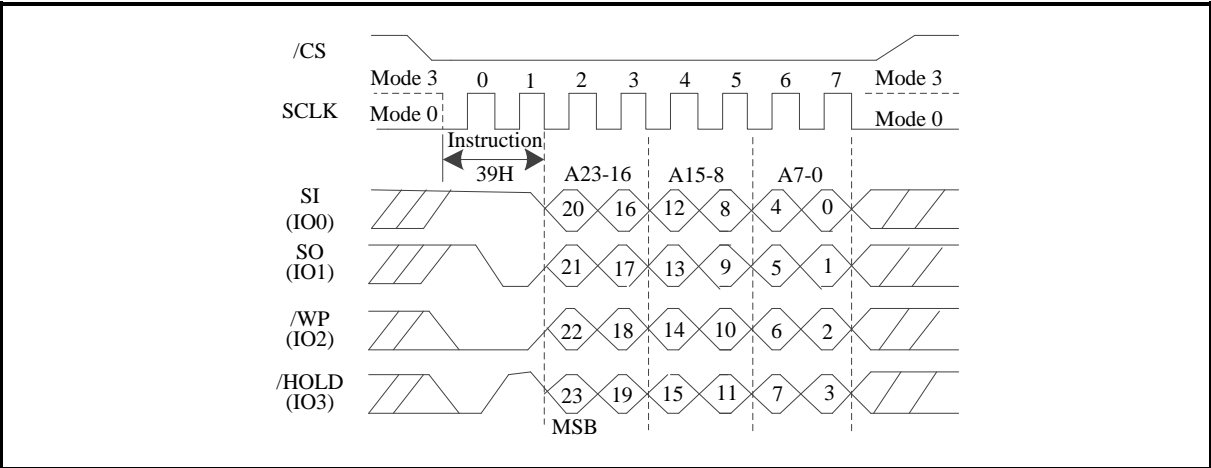 /CS
Mode 3 0 1 2 3 4 5 6 7 Mode 3
SCLK Mode 0 Mode 0
Instruction
39H A23-16 A15-8 A7-0
SI
(IO0) 20 16 12 8 4 0
SO
(IO1) 21 17 13 9 5 1
/WP
(IO2) 22 18 14 10 6 2
/HOLD
(IO3) 23 19 15 11 7 3
MSB